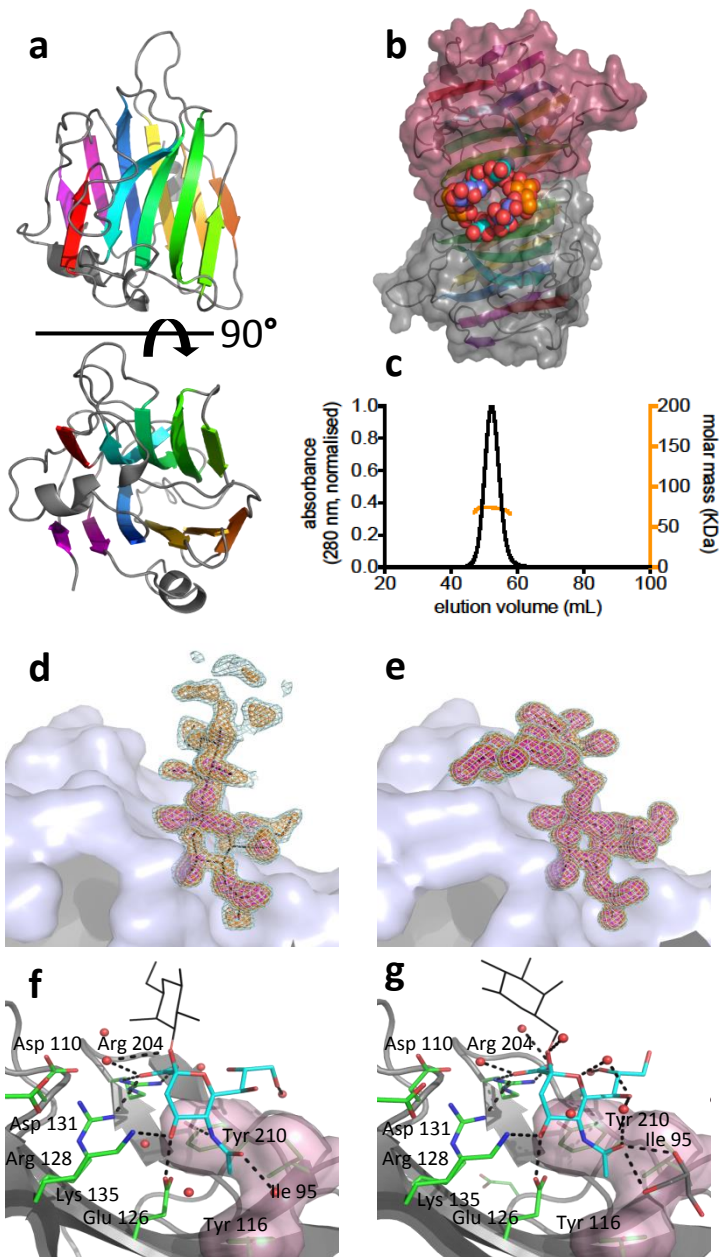 a
b
90°
c
1.0
0.8
0.6
0.4
0.2
0.0
absorbance
(280 nm, normalised)
200
150
100
50
0
molar mass (KDa)
20
40
60
80
100
elution volume (mL)
d
e
f
Asp 110
Arg 204
Asp 131
Arg 128
Lys 135
Glu 126
Tyr 210
Ile 95
Tyr 116
g
Asp 110
Arg 204
Asp 131
Arg 128
Lys 135
Glu 126
Tyr 210
Ile 95
Tyr 116